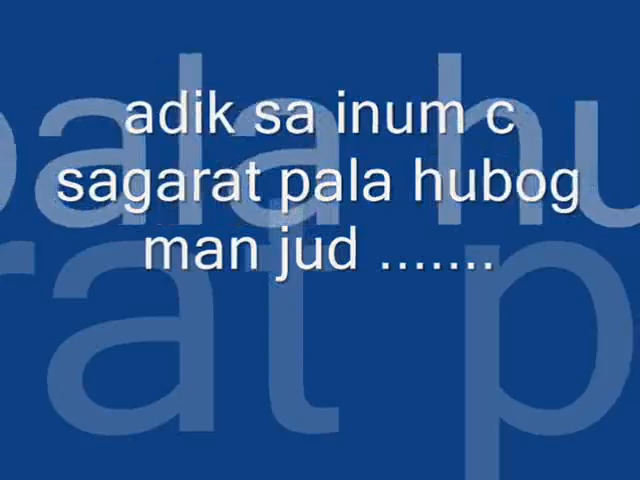 adik sa inum c
sagarat pala hubog
man jud .......